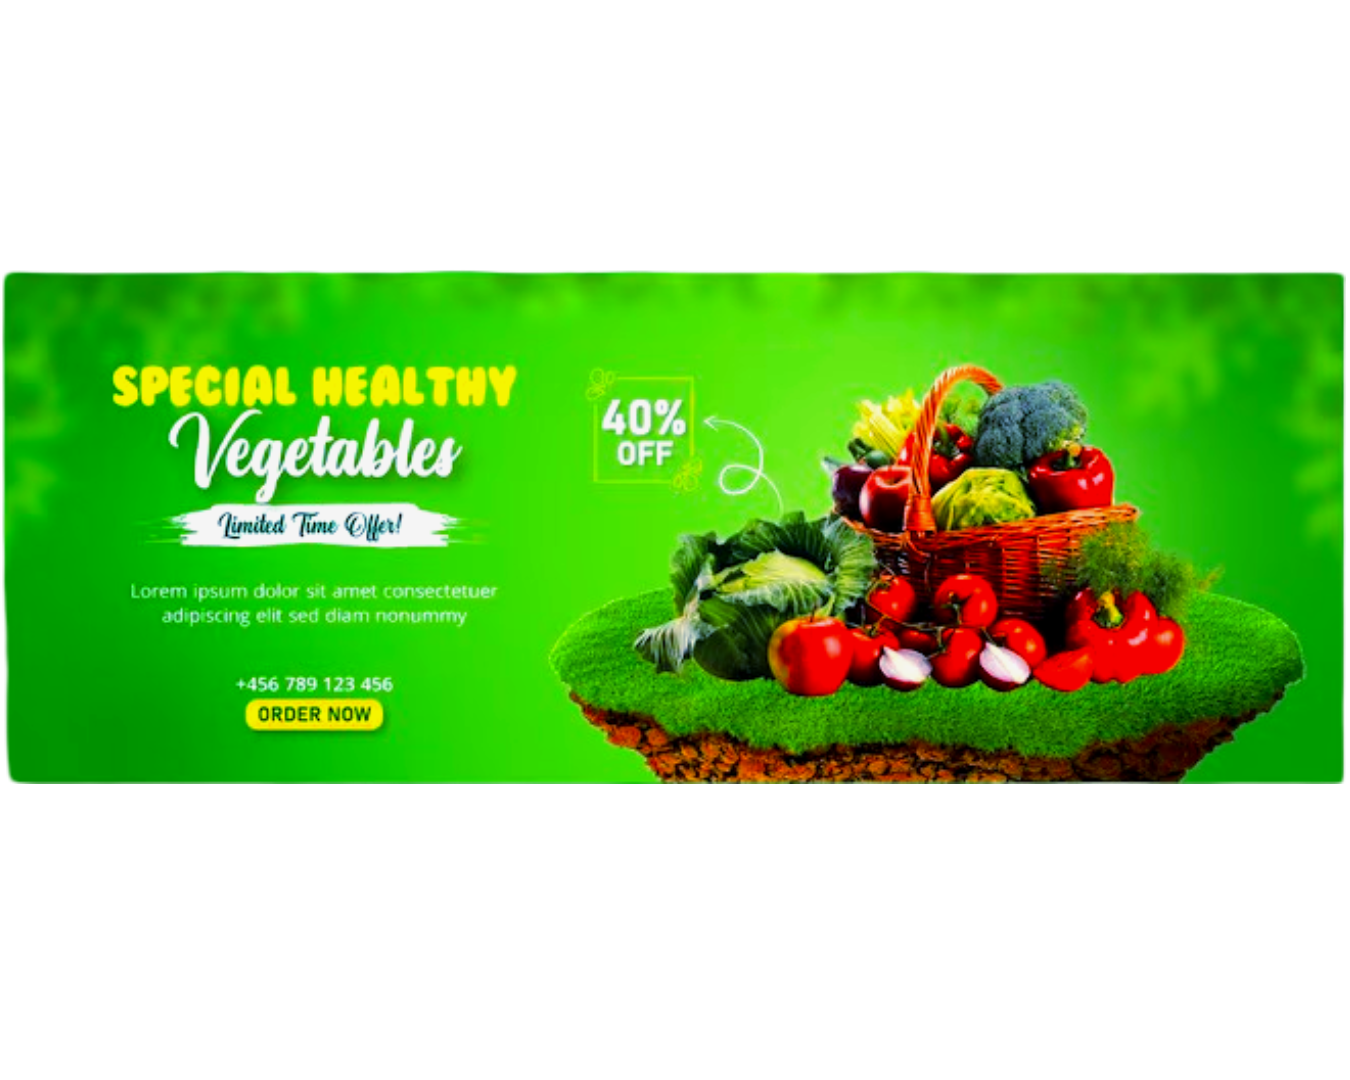 SPECIAL HEALTHY
Vegetables
Limited Time Offer!
Lorem ipsum dolor sit amet consectetuer
adipiscing elit sed diam nonummy
+456 789 123 456
ORDER NOW
40%
OFF